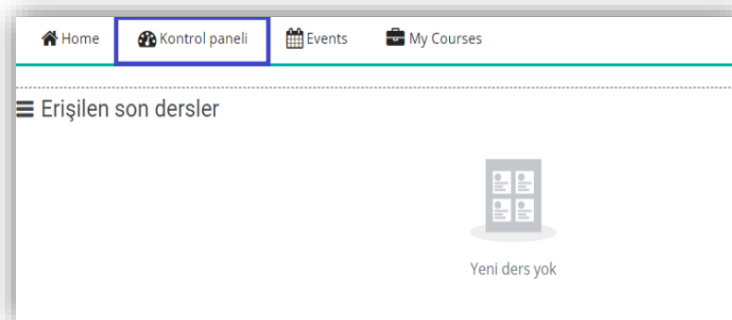 Home Kontrol paneli Events My Courses
Erişilen son dersler
Yeni ders yok